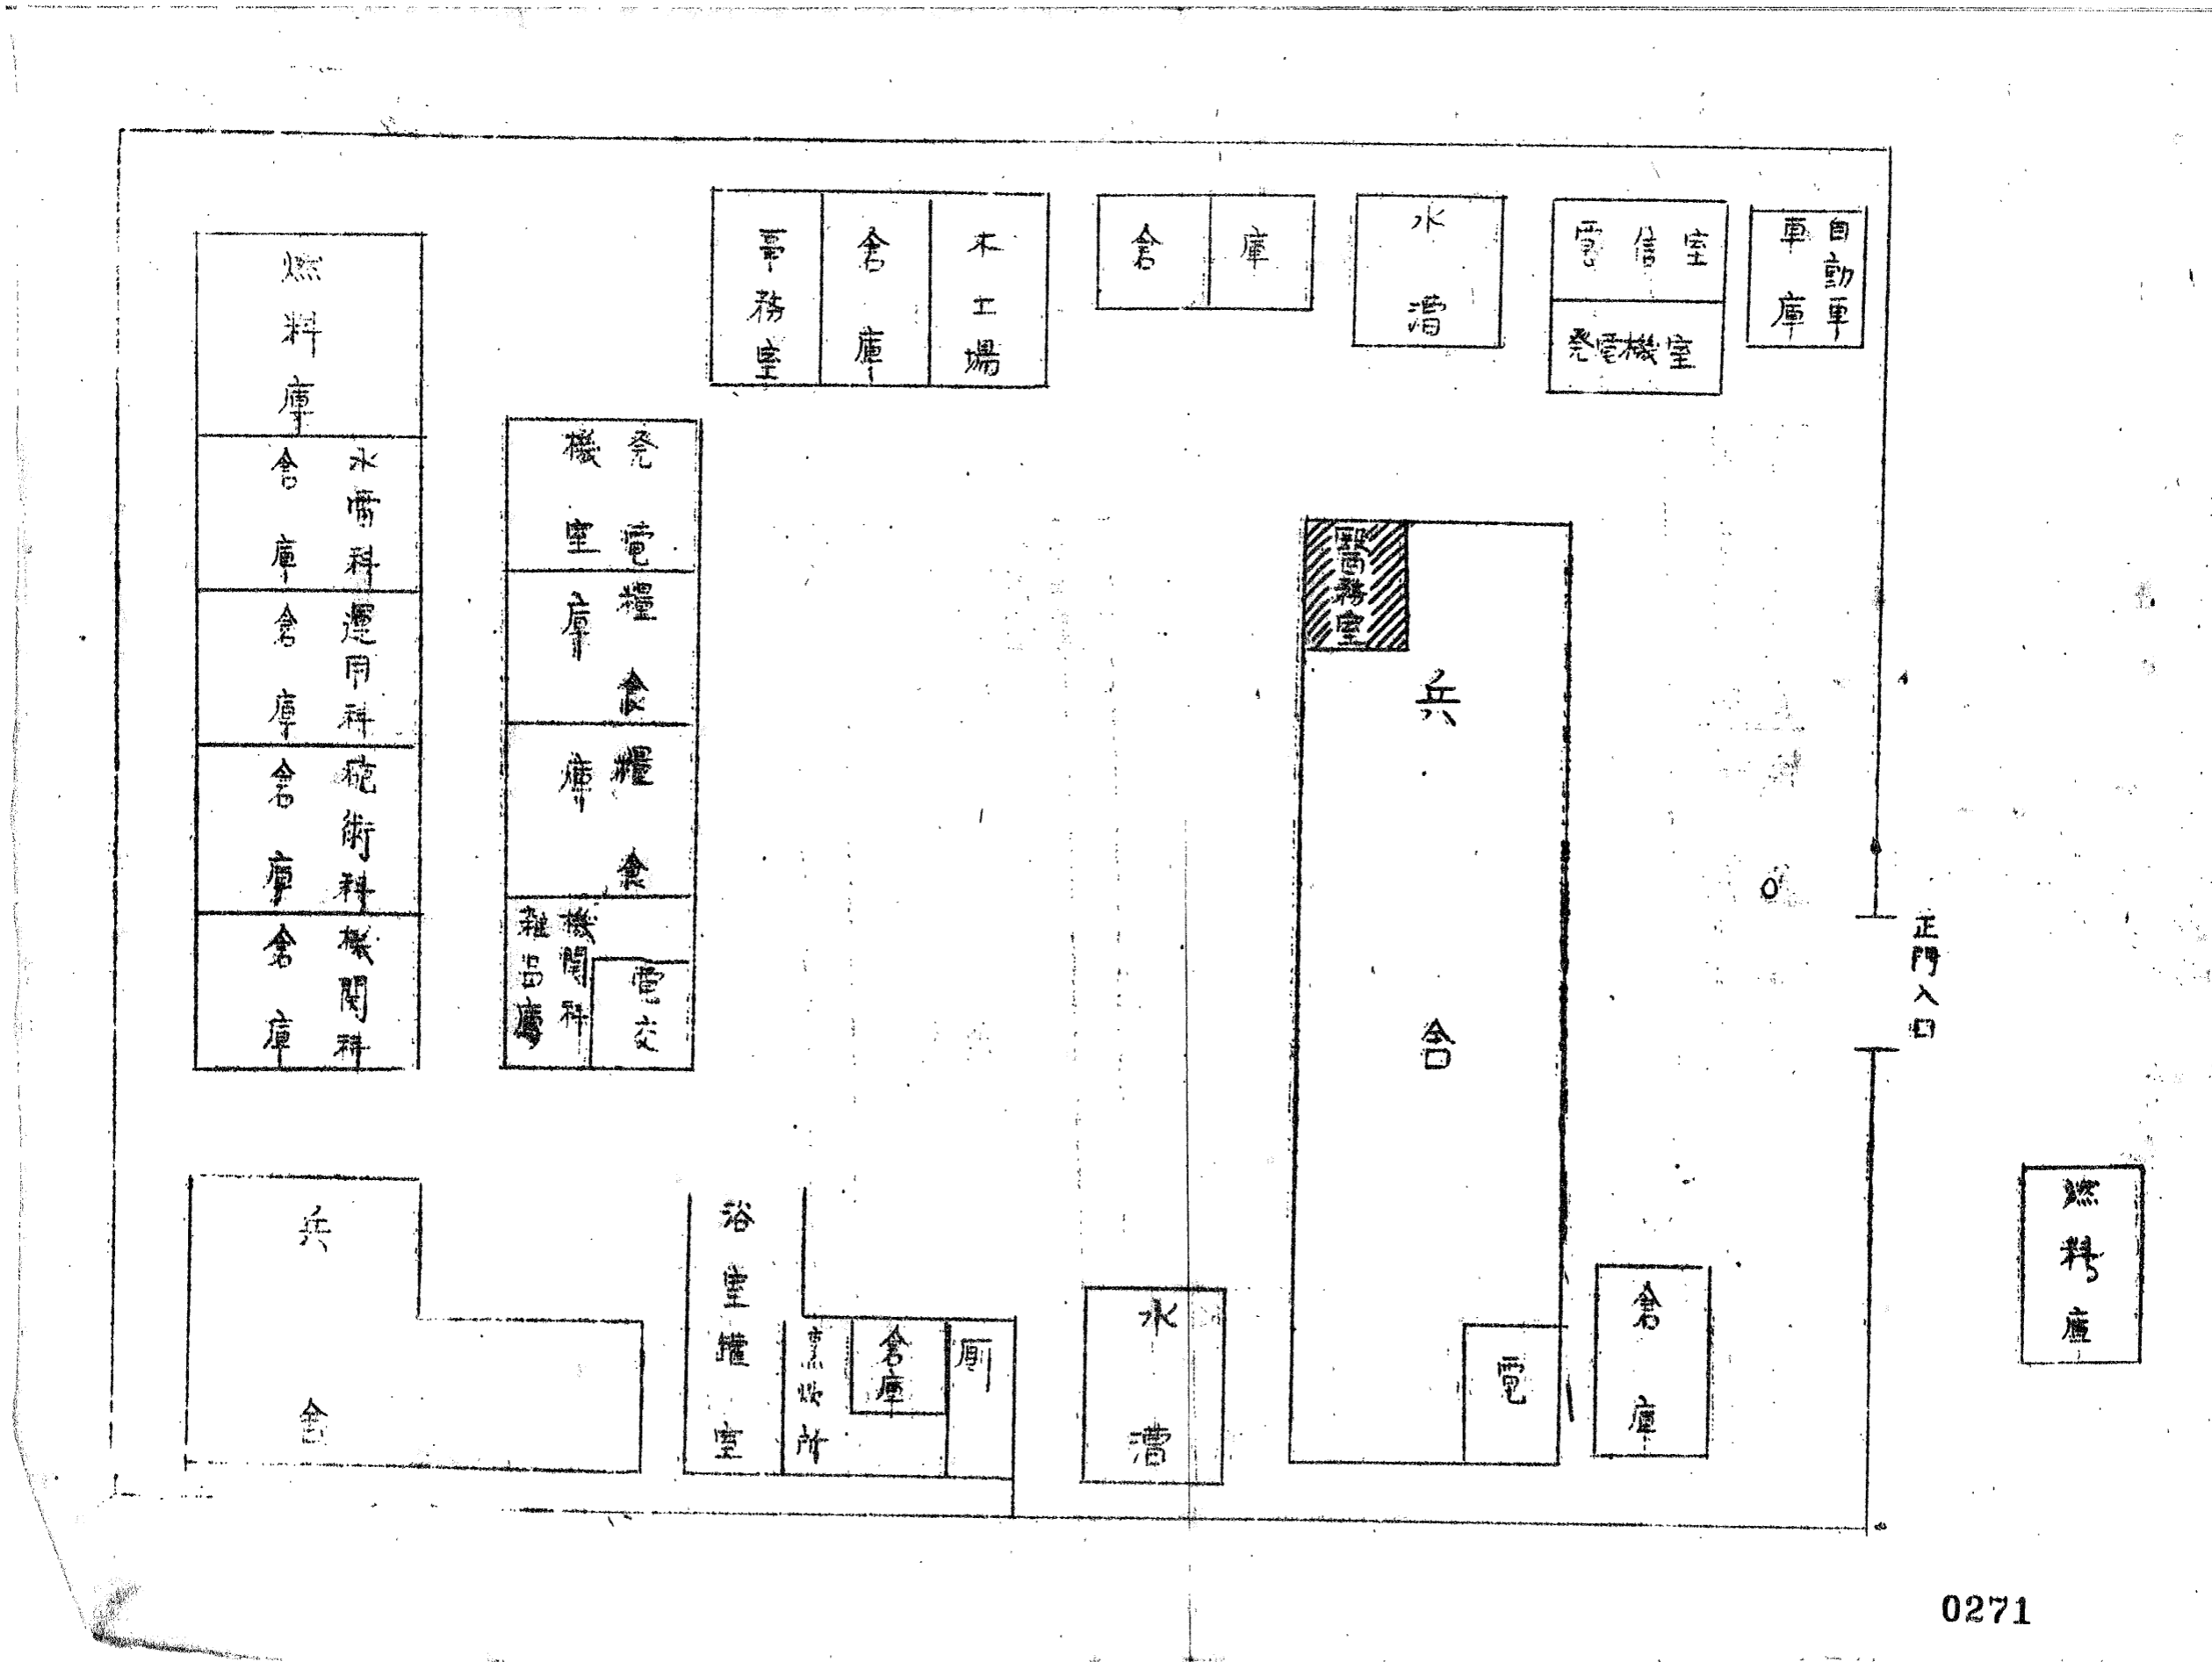 自動車
車庫
電信室
発電機室
水漕
倉庫
木工場
倉庫
事務室
燃料庫
水雷科
倉庫
運用科
倉庫
砲術科
倉庫
機関科
倉庫
発電
機室
糧食
庫
糧食
庫
機関科
雑品庫
電交
醫務室
兵舎
電
正門入口
燃料庫
倉庫
水漕
厠
倉庫
烹炊所
浴室罐室
兵舎
0271